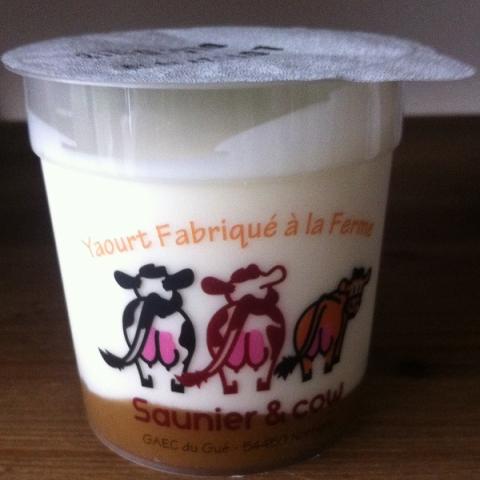 Yaourt Fabriqué à la Ferme
Saunier & cow
GAEC du Gué - 54450